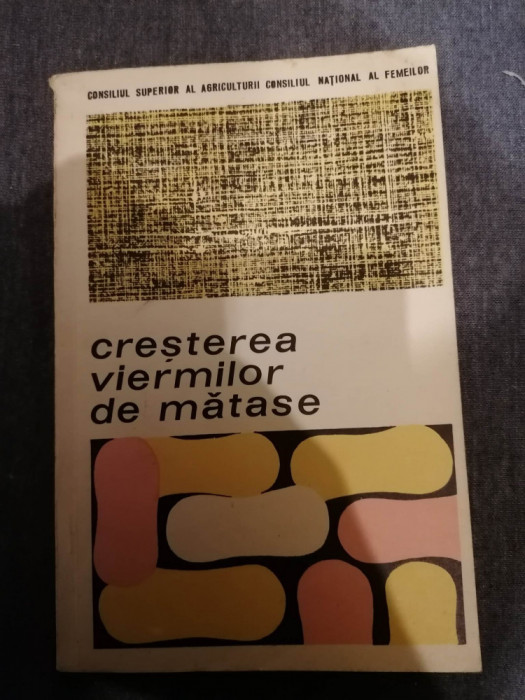 CONSILIUL SUPERIOR AL AGRICULTURII CONSILIUL NAȚIONAL AL FEMEILOR
creșterea
viermilor
de mătase